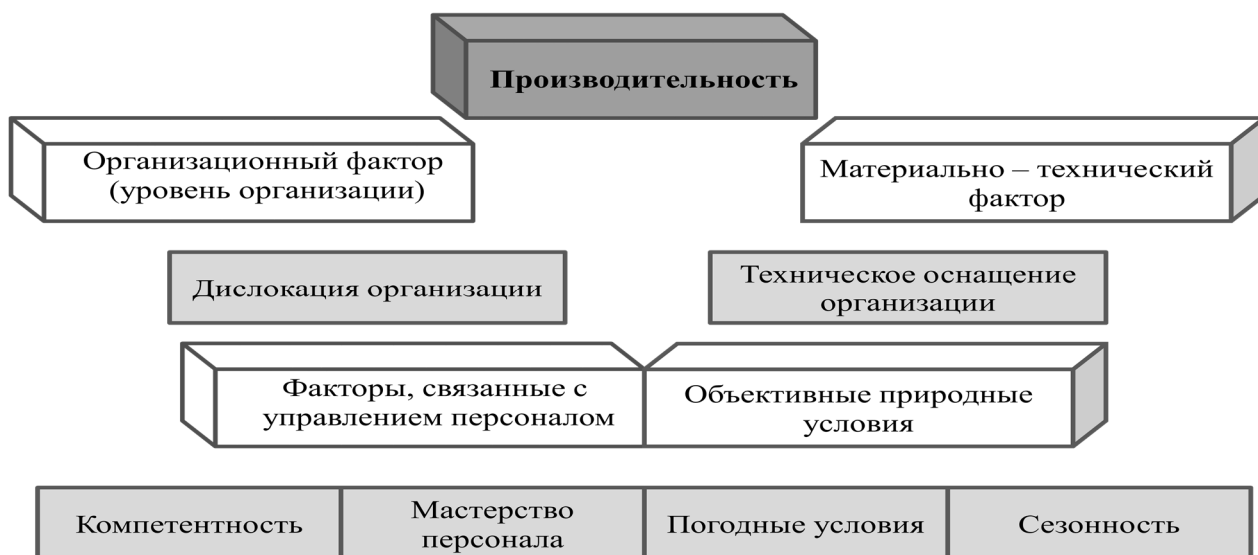 Производительность
Организационный фактор
(уровень организации)
Материально – технический
фактор
Дислокация организации
Техническое оснащение
организации
Факторы, связанные с
управлением персоналом
Объективные природные
условия
Компетентность
Мастерство
персонала
Погодные условия
Сезонность